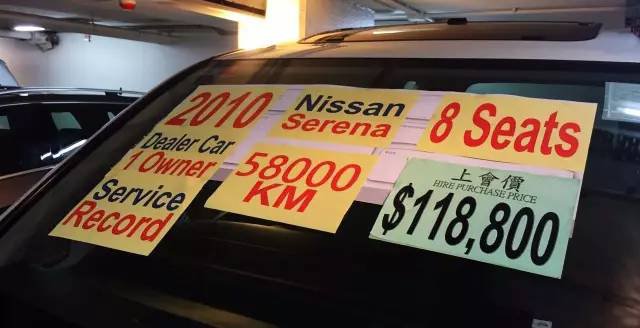 2010
Dealer Car
1 Owner
Service
Record
Nissan
Serena
58000
KM
8 Seats
上會價
HIRE PURCHASE PRICE
$118,800